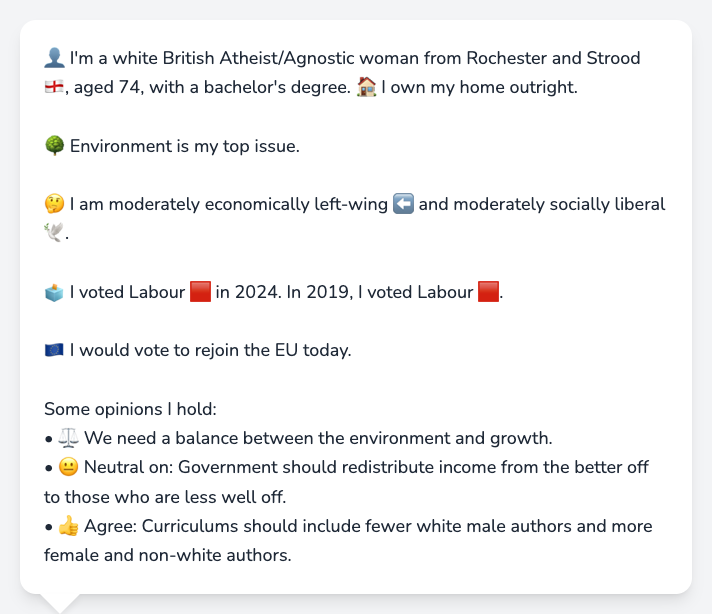 👤 I'm a white British Atheist/Agnostic woman from Rochester and Strood
🏴󠁧󠁢󠁥󠁮󠁧󠁿, aged 74, with a bachelor's degree. 🏠 I own my home outright.
🌳 Environment is my top issue.
🤔 I am moderately economically left-wing ⬅️ and moderately socially liberal
🕊️.
🗳️ I voted Labour 🟥 in 2024. In 2019, I voted Labour 🟥.
🇪🇺 I would vote to rejoin the EU today.
Some opinions I hold:
• ⚖️ We need a balance between the environment and growth.
• 😐 Neutral on: Government should redistribute income from the better off
to those who are less well off.
• 👍 Agree: Curriculums should include fewer white male authors and more
female and non-white authors.